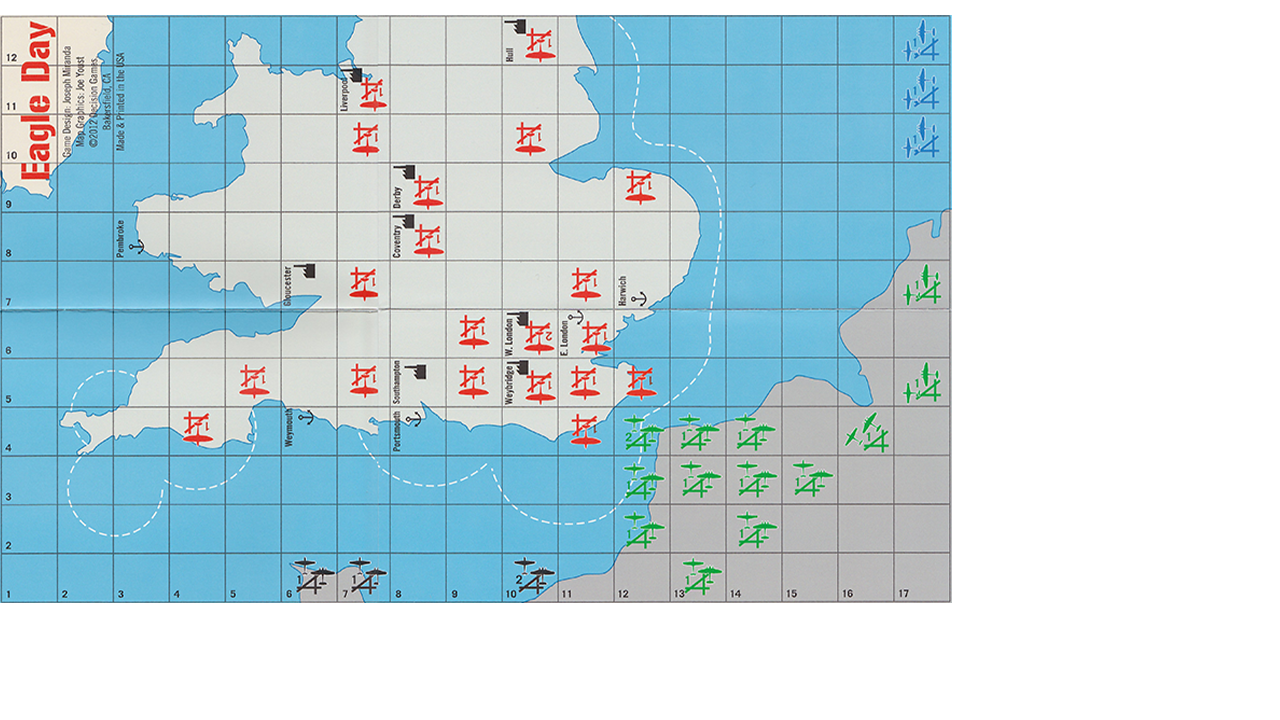 Eagle Day
Game Design: Joseph Miranda
Map Graphics: Joe Youst
©2012 Decision Games,
Bakersfield, CA
Made & Printed in the USA
Hull
Liverpool
Derby
Coventry
Pembroke
Gloucester
Harwich
W. London
E. London
Southampton
Weybridge
Weymouth
Portsmouth
12
11
10
9
8
7
6
5
4
3
2
1
2
3
4
5
6
7
8
9
10
11
12
13
14
15
16
17